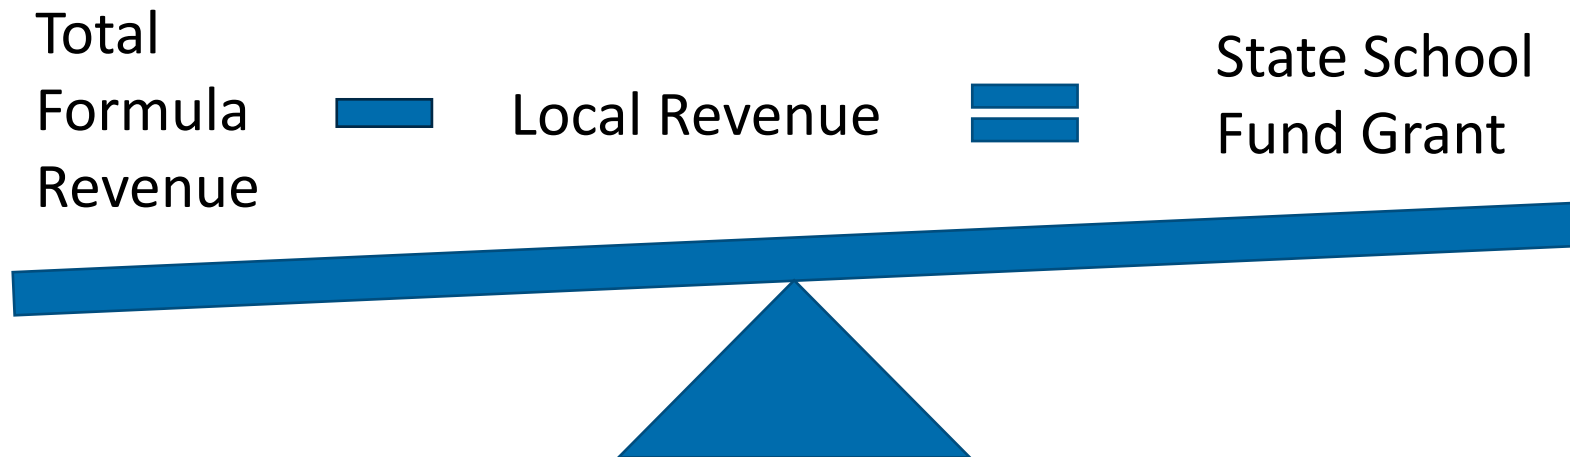 Total
Formula
Revenue
Local Revenue
State School
Fund Grant